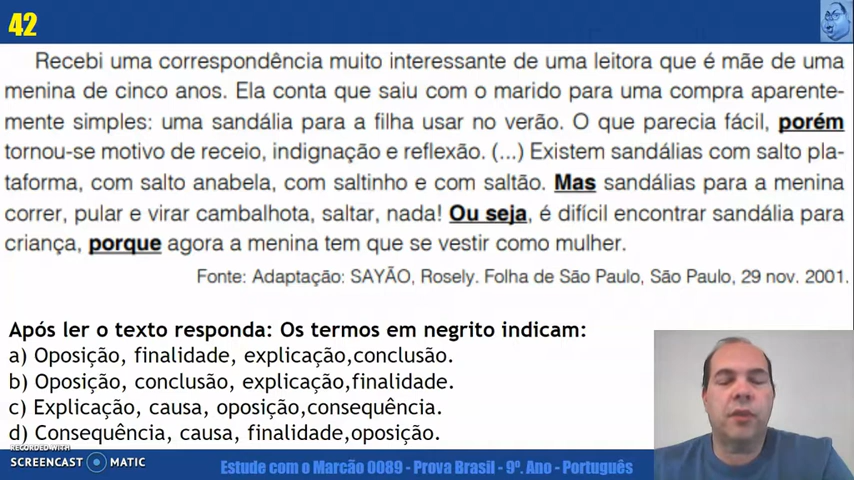 42
Recebi uma correspondência muito interessante de uma leitora que é mãe de uma
menina de cinco anos. Ela conta que saiu com o marido para uma compra aparente-
mente simples: uma sandália para a filha usar no verão. O que parecia fácil, porém
tornou-se motivo de receio, indignação e reflexão. (...) Existem sandálias com salto pla-
taforma, com salto anabela, com saltinho e com saltão. Mas sandálias para a menina
correr, pular e virar cambalhota, saltar, nada! Ou seja, é difícil encontrar sandália para
criança, porque agora a menina tem que se vestir como mulher.
Fonte: Adaptação: SAYÃO, Rosely. Folha de São Paulo, São Paulo, 29 nov. 2001.
Após ler o texto responda: Os termos em negrito indicam:
a) Oposição, finalidade, explicação,conclusão.
b) Oposição, conclusão, explicação,finalidade.
c) Explicação, causa, oposição,consequência.
d) Consequência, causa, finalidade,oposição.
RECORDED WITH
SCREENCAST MATIC
Estude com o Marcão 0089 - Prova Brasil - 9º. Ano - Português